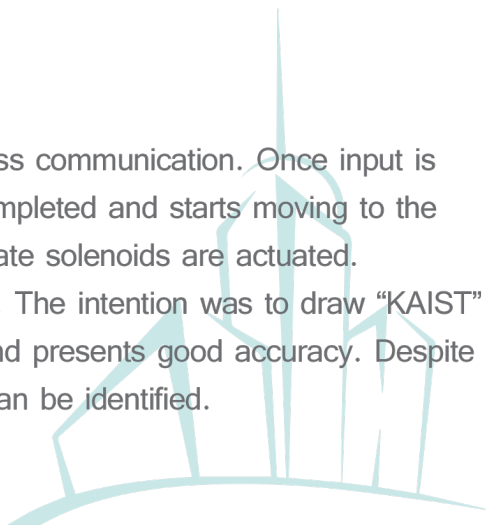 ss communication. Once input is
mpleted and starts moving to the
ate solenoids are actuated.
. The intention was to draw “KAIST”
nd presents good accuracy. Despite
an be identified.